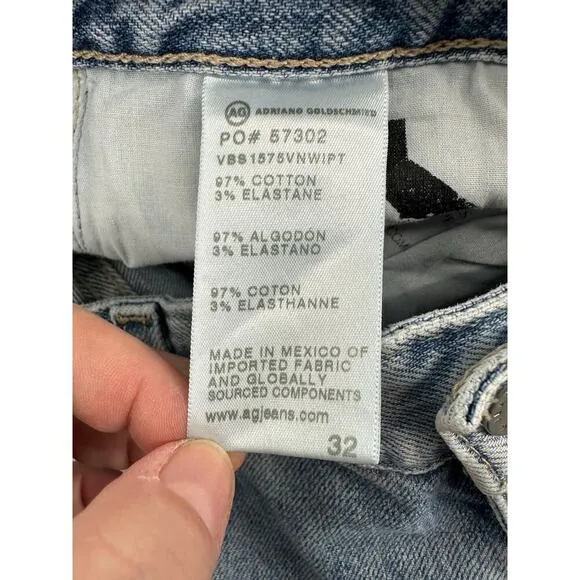 AG ADRIANO GOLDSCHMIED
PO# 57302
VBS1575VNWIPT
97% COTTON
3% ELASTANE
97% ALGODÓN
3% ELASTANO
97% COTON
3% ELASTHANNE
MADE IN MEXICO OF
IMPORTED FABRIC
AND GLOBALLY
SOURCED COMPONENTS
www.agjeans.com
32